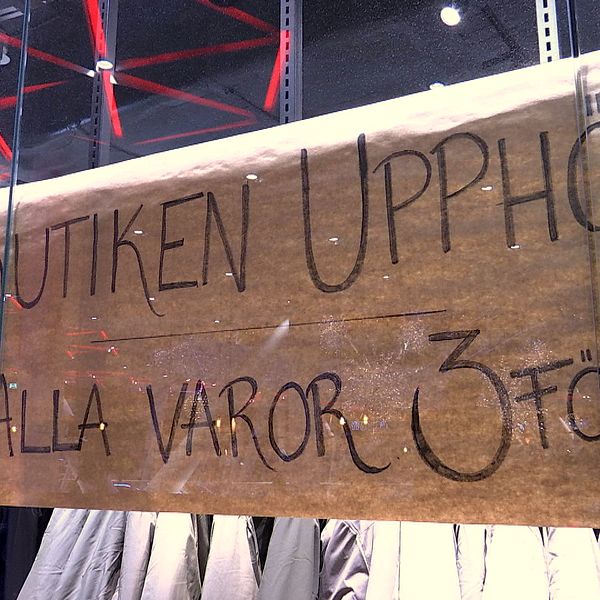 UTIKEN UPPHÖ
ALLA VAROR 3 FÖ